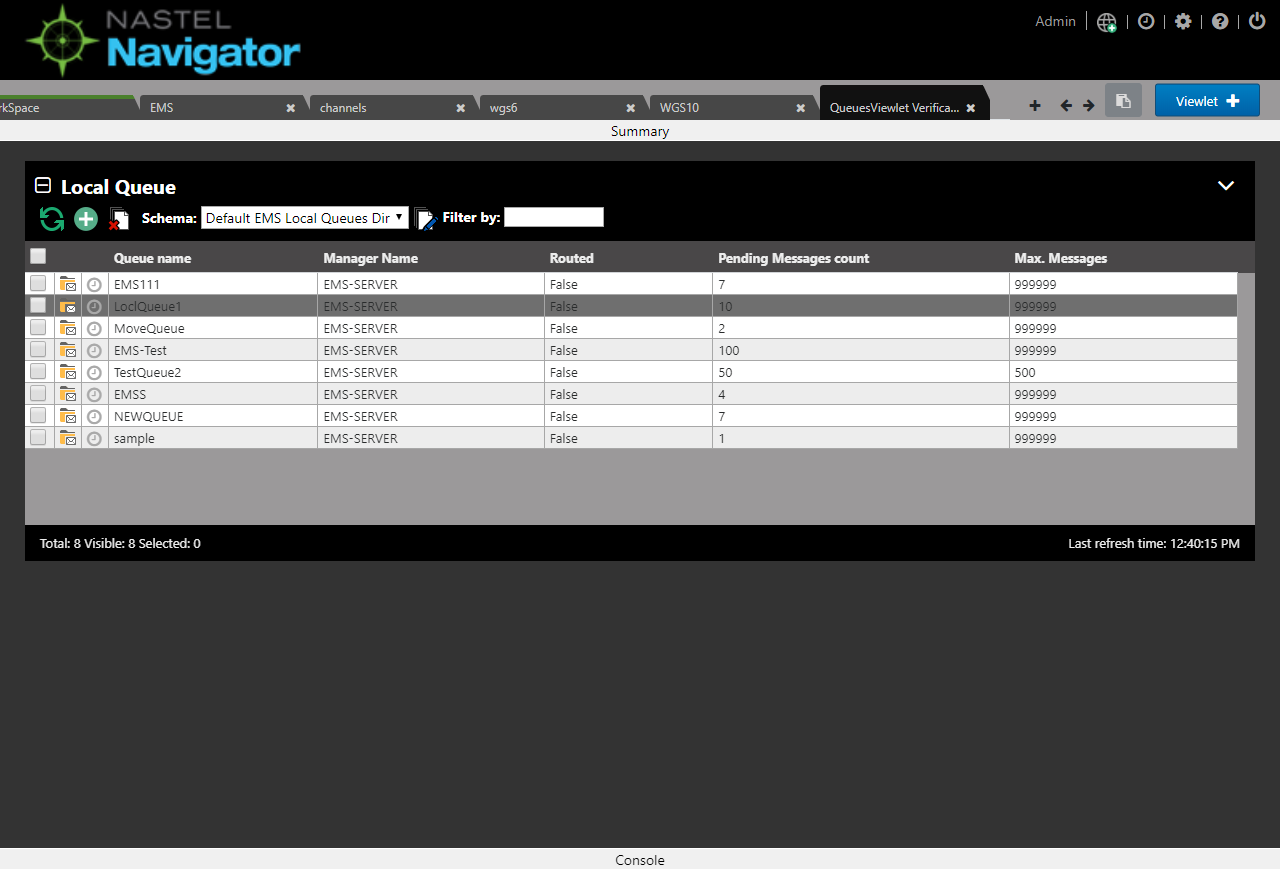 NASTEL
Navigator
Admin
rkSpace EMS channels wgs6 WGS10 QueuesViewlet Verifica... Viewlet
Summary
Local Queue
Schema: Default EMS Local Queues Dir Filter by:
Queue name Manager Name Routed Pending Messages count Max. Messages
EMS111 EMS-SERVER False 7 999999
LoclQueue1 EMS-SERVER False 10 999999
MoveQueue EMS-SERVER False 2 999999
EMS-Test EMS-SERVER False 100 999999
TestQueue2 EMS-SERVER False 50 500
EMSS EMS-SERVER False 4 999999
NEWQUEUE EMS-SERVER False 7 999999
sample EMS-SERVER False 1 999999
Total: 8 Visible: 8 Selected: 0 Last refresh time: 12:40:15 PM
Console